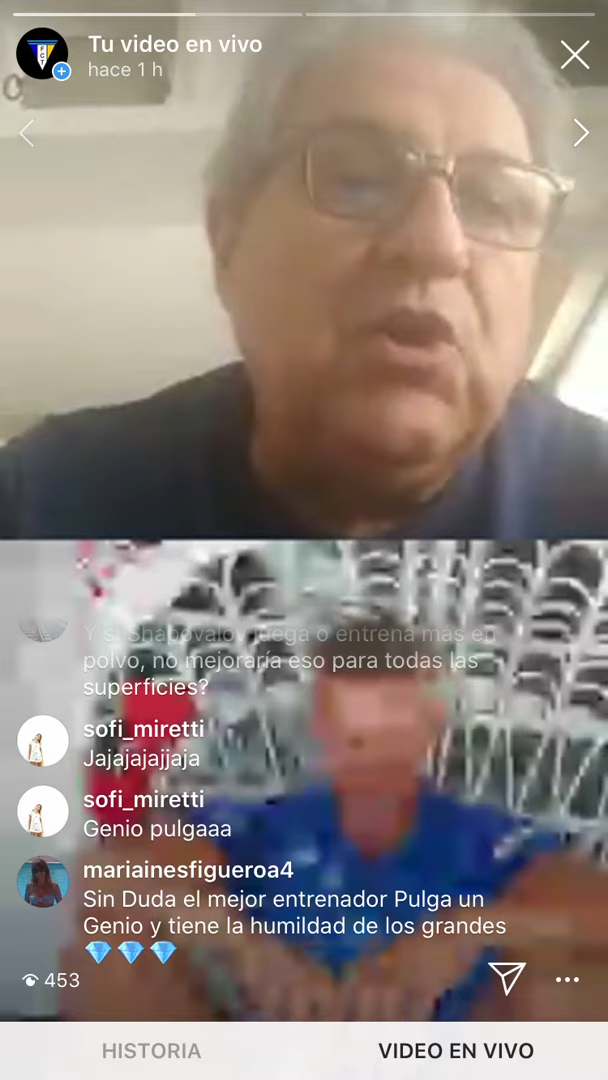 Tu video en vivo
hace 1 h
Y si Shapovalov juega o entrena más en
polvo, no mejoraría eso para todas las
superficies?
sofi_miretti
Jajajajajjaja
sofi_miretti
Genio pulgaaa
mariainesfigueroa4
Sin Duda el mejor entrenador Pulga un
Genio y tiene la humildad de los grandes
💎💎💎
453
HISTORIA
VIDEO EN VIVO